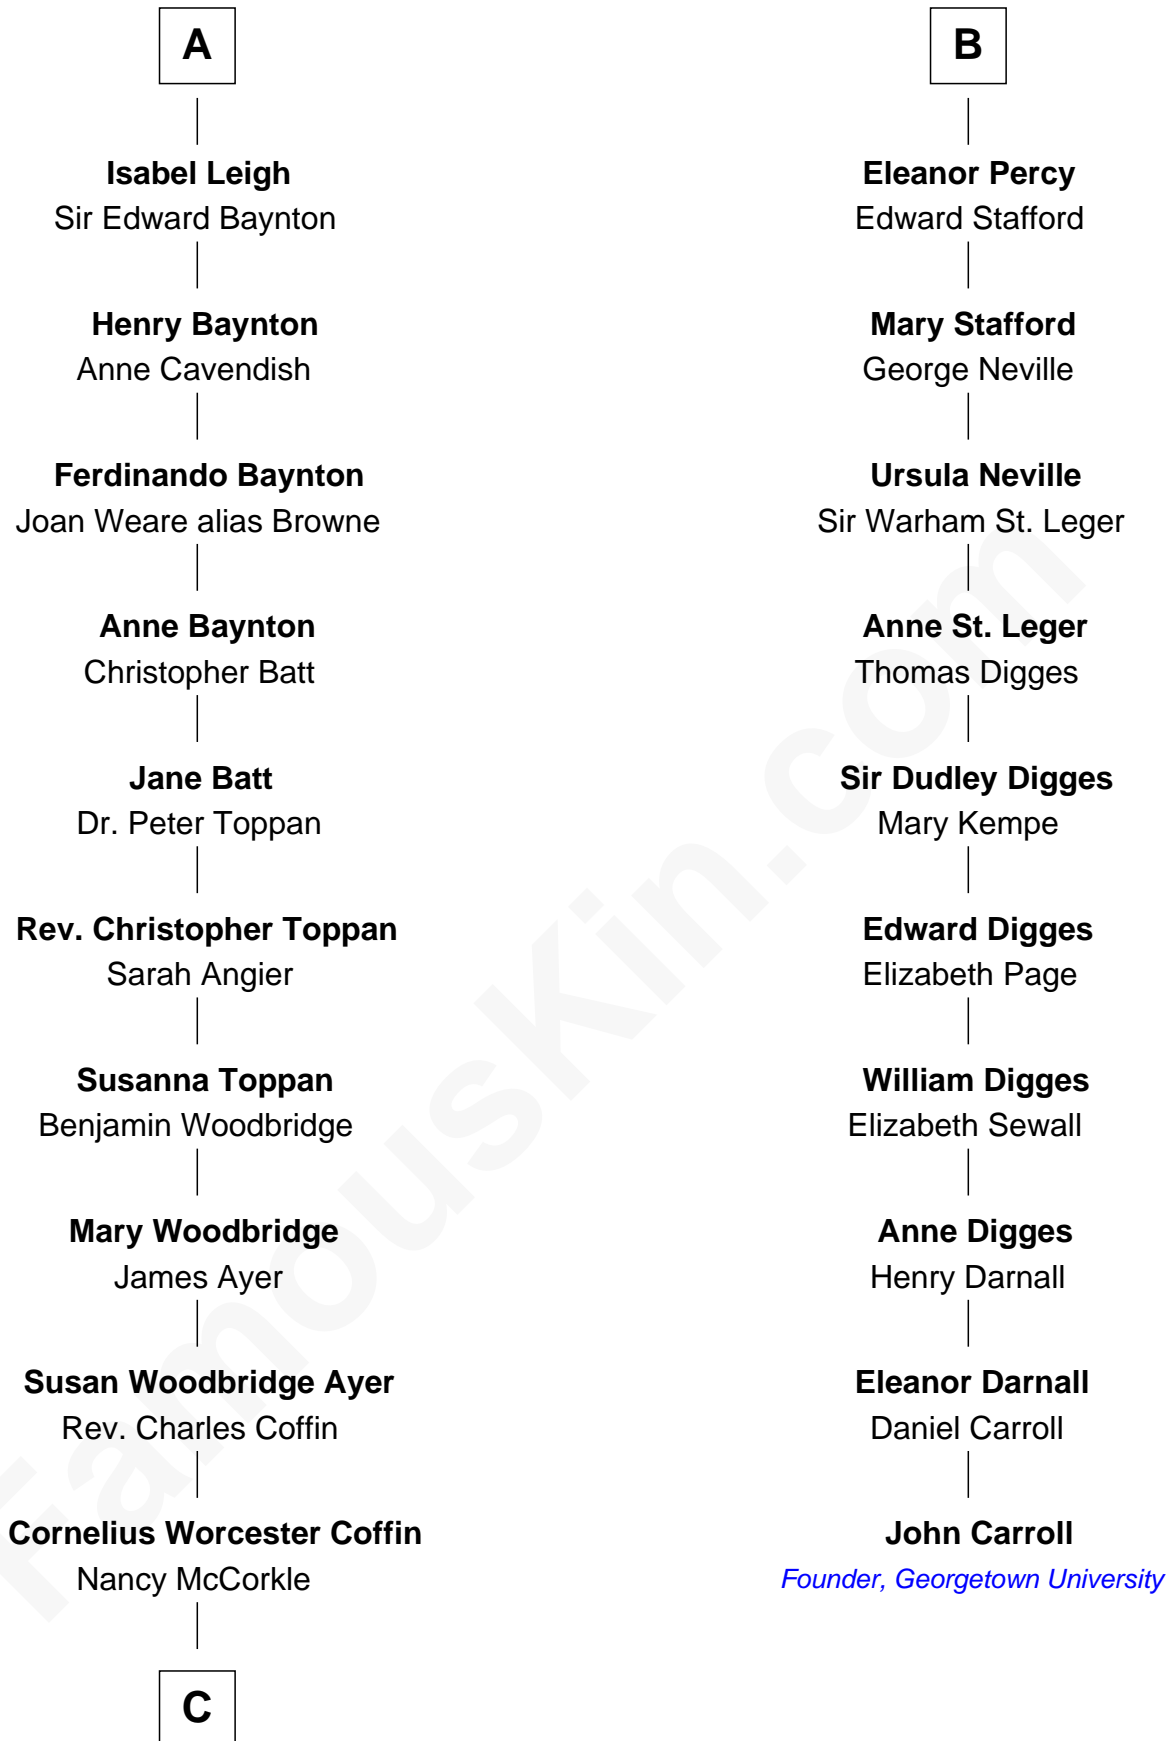 A
Isabel Leigh
Sir Edward Baynton
Henry Baynton
Anne Cavendish
Ferdinando Baynton
Joan Weare alias Browne
Anne Baynton
Christopher Batt
Jane Batt
Dr. Peter Toppan
Rev. Christopher Toppan
Sarah Angier
Susanna Toppan
Benjamin Woodbridge
Mary Woodbridge
James Ayer
Susan Woodbridge Ayer
Rev. Charles Coffin
Cornelius Worcester Coffin
Nancy McCorkle
C
B
Eleanor Percy
Edward Stafford
Mary Stafford
George Neville
Ursula Neville
Sir Warham St. Leger
Anne St. Leger
Thomas Digges
Sir Dudley Digges
Mary Kempe
Edward Digges
Elizabeth Page
William Digges
Elizabeth Sewall
Anne Digges
Henry Darnall
Eleanor Darnall
Daniel Carroll
John Carroll
Founder, Georgetown University
FamousKin.com